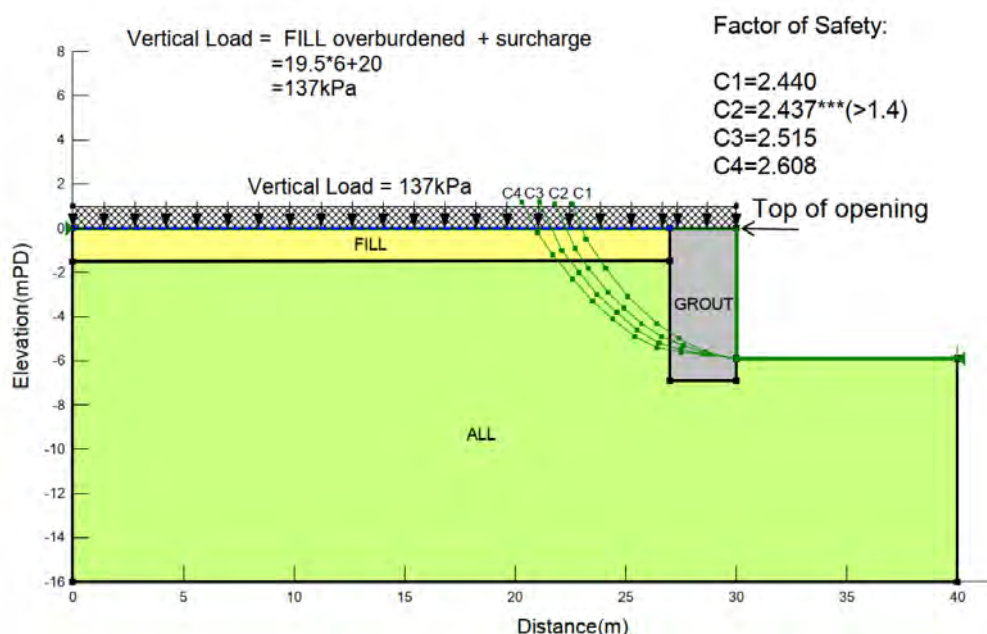 Vertical Load = FILL overburdened + surcharge
=19.5*6+20
=137kPa
Factor of Safety:
C1=2.440
C2=2.437***(>1.4)
C3=2.515
C4=2.608
Vertical Load = 137kPa
C4 C3 C2 C1
Top of opening
FILL
GROUT
ALL
Elevation(mPD)
8
6
4
2
0
-2
-4
-6
-8
-10
-12
-14
-16
0 5 10 15 20 25 30 35 40
Distance(m)